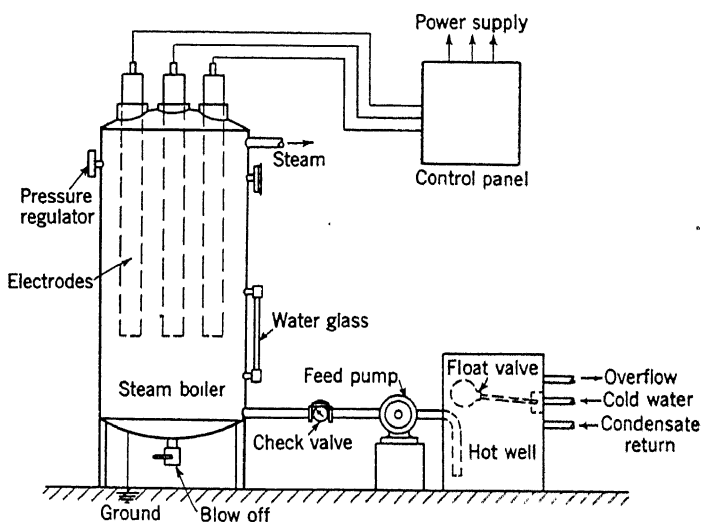 Power supply
Control panel
Steam
Pressure
regulator
Electrodes
Water glass
Steam boiler
Feed pump
Float valve
Overflow
Cold water
Condensate
return
Check valve
Hot well
Ground
Blow off